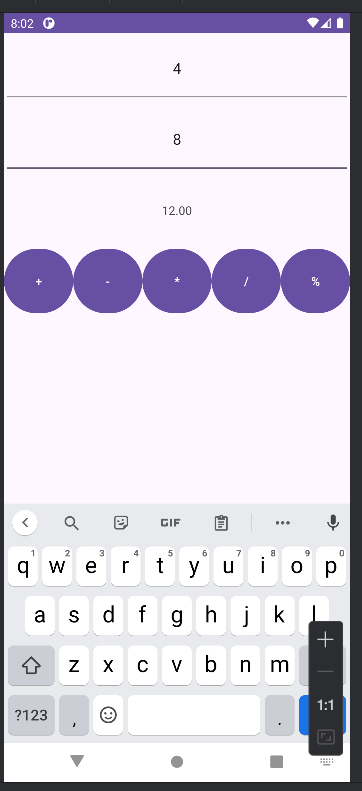 8:02
4
8
12.00
+ - * / %
GIF
1 2 3 4 5 6 7 8 9 0
q w e r t y u i o p
a s d f g h j k l
z x c v b n m
1:1
?123 , .